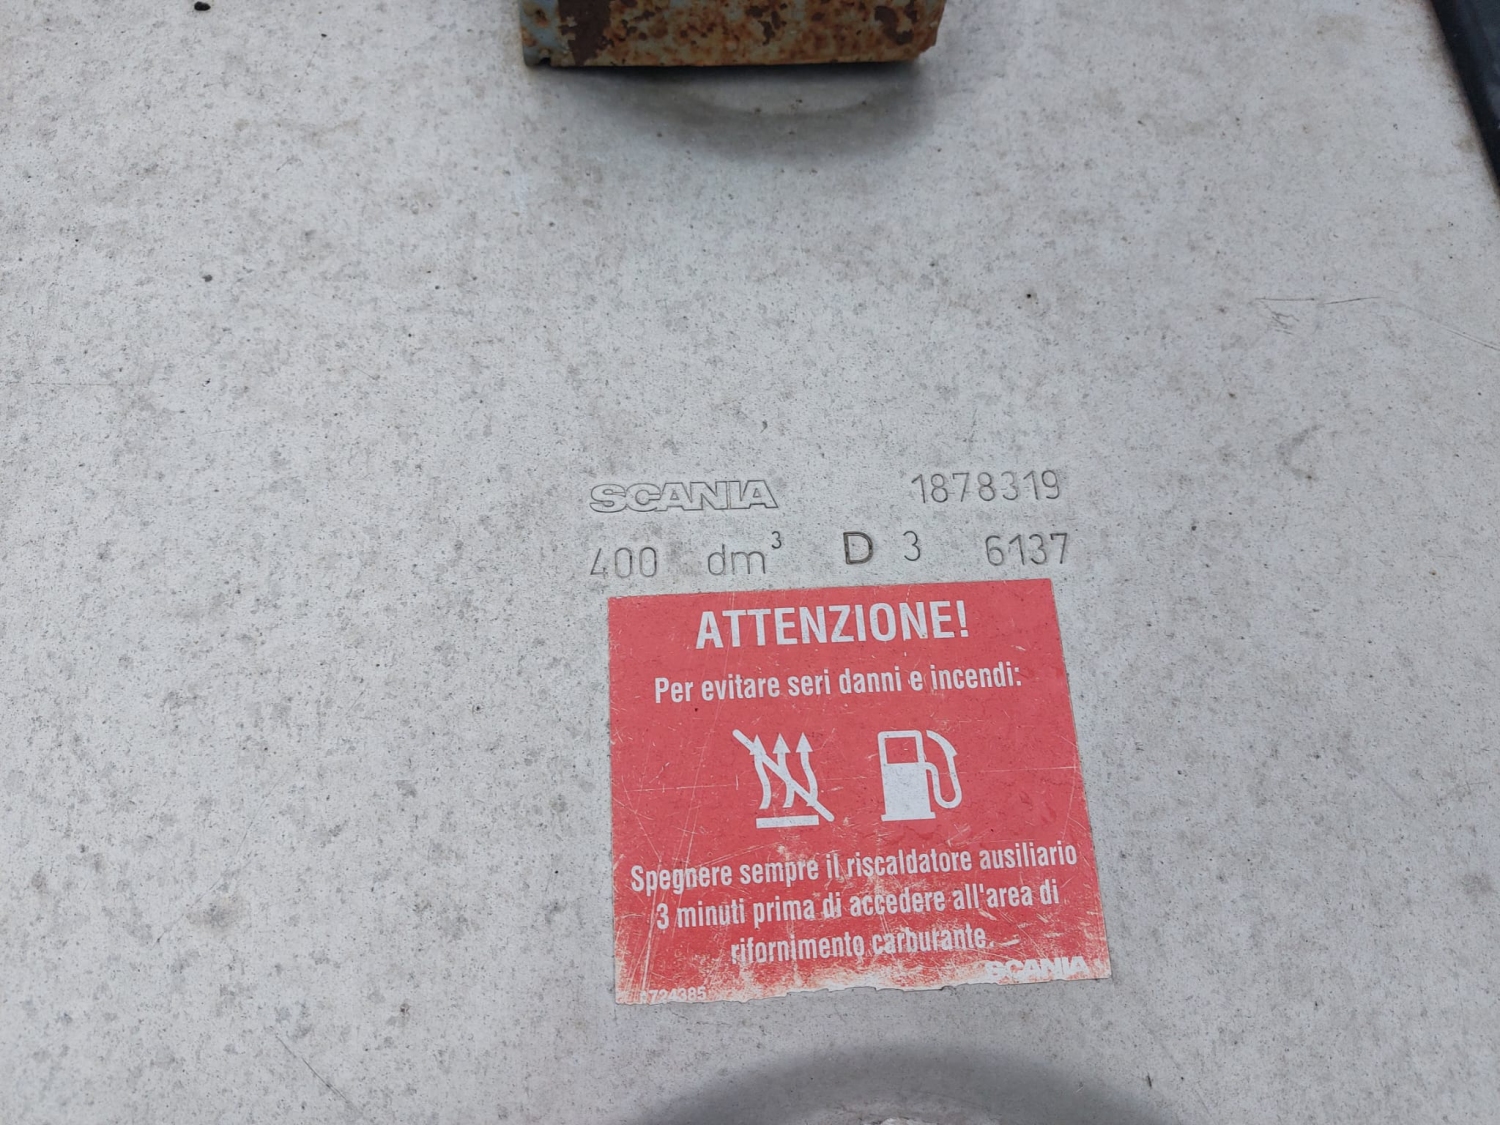 SCANIA 1878319
400 dm³ D 3 6137
ATTENZIONE!
Per evitare seri danni e incendi:
Spegnere sempre il riscaldatore ausiliario
3 minuti prima di accedere all'area di
rifornimento carburante.
SCANIA